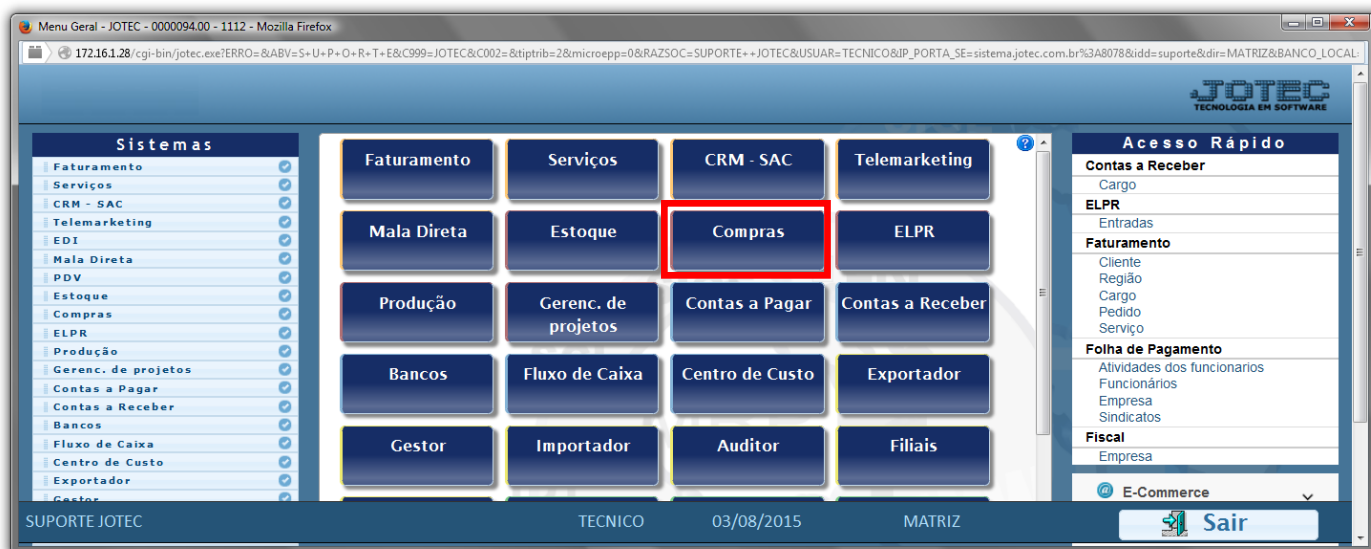 Menu Geral - JOTEC - 0000094.00 - 1112 - Mozilla Firefox
172.16.1.28/cgi-bin/jotec.exe?ERRO=&ABV=S+U+P+O+R+T+E&C999=JOTEC&C002=&tiptrib=2&microepp=0&RAZSOC=SUPORTE++JOTEC&USUAR=TECNICO&IP_PORTA_SE=sistema.jotec.com.br%3A8078&idd=suporte&dir=MATRIZ&BANCO_LOCAL:
JOTEC
TECNOLOGIA EM SOFTWARE
Sistemas
Faturamento
Serviços
CRM - SAC
Telemarketing
EDI
Mala Direta
PDV
Estoque
Compras
ELPR
Produção
Gerenc. de projetos
Contas a Pagar
Contas a Receber
Bancos
Fluxo de Caixa
Centro de Custo
Exportador
Gestor
Faturamento
Serviços
CRM - SAC
Telemarketing
Mala Direta
Estoque
Compras
ELPR
Produção
Gerenc. de
projetos
Contas a Pagar
Contas a Receber
Bancos
Fluxo de Caixa
Centro de Custo
Exportador
Gestor
Importador
Auditor
Filiais
?
Acesso Rápido
Contas a Receber
Cargo
ELPR
Entradas
Faturamento
Cliente
Região
Cargo
Pedido
Serviço
Folha de Pagamento
Atividades dos funcionarios
Funcionários
Empresa
Sindicatos
Fiscal
Empresa
@ E-Commerce
SUPORTE JOTEC
TECNICO
03/08/2015
MATRIZ
Sair